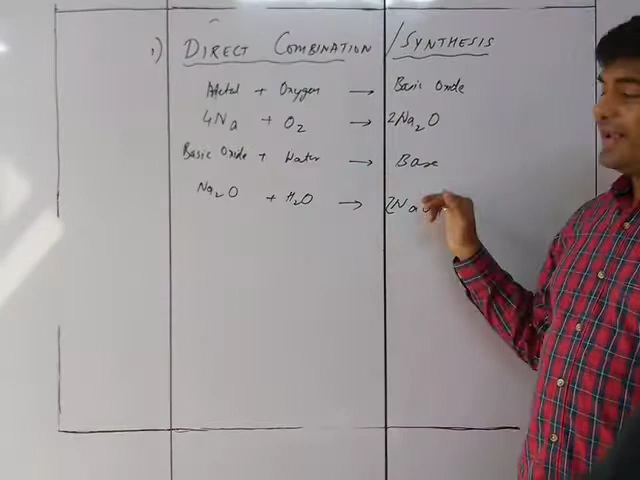 1) DIRECT COMBINATION / SYNTHESIS
Metal + Oxygen → Basic Oxide
4Na + O₂ → 2Na₂O
Basic Oxide + Water → Base
Na₂O + H₂O → 2Na